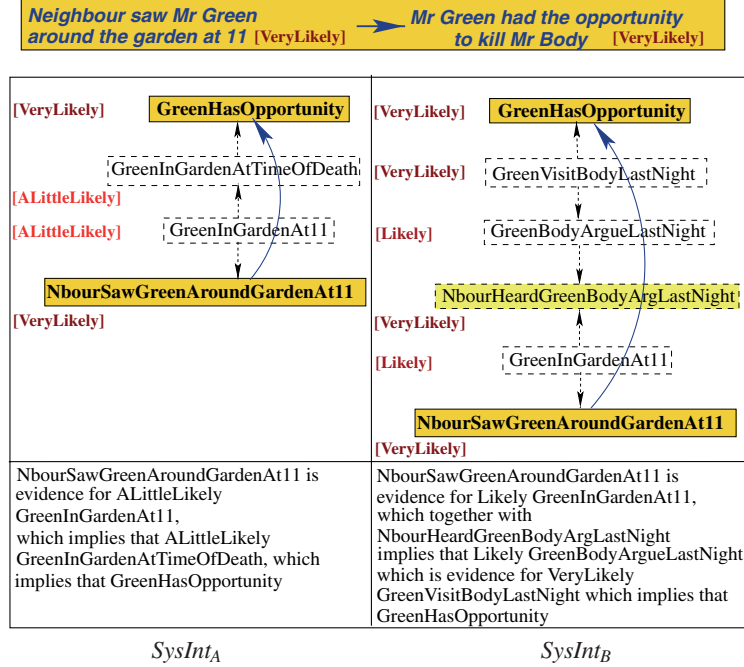 Neighbour saw Mr Green
around the garden at 11 [VeryLikely]
Mr Green had the opportunity
to kill Mr Body [VeryLikely]
[VeryLikely]
GreenHasOpportunity
GreenInGardenAtTimeOfDeath
[ALittleLikely]
[ALittleLikely]
GreenInGardenAt11
NbourSawGreenAroundGardenAt11
[VeryLikely]
NbourSawGreenAroundGardenAt11 is
evidence for ALittleLikely
GreenInGardenAt11,
which implies that ALittleLikely
GreenInGardenAtTimeOfDeath, which
implies that GreenHasOpportunity
SysIntA
GreenHasOpportunity
[VeryLikely]
[VeryLikely]
GreenVisitBodyLastNight
[Likely]
GreenBodyArgueLastNight
NbourHeardGreenBodyArgLastNight
[VeryLikely]
[Likely]
GreenInGardenAt11
NbourSawGreenAroundGardenAt11
[VeryLikely]
NbourSawGreenAroundGardenAt11 is
evidence for Likely GreenInGardenAt11,
which together with
NbourHeardGreenBodyArgLastNight
implies that Likely GreenBodyArgueLastNight
which is evidence for VeryLikely
GreenVisitBodyLastNight which implies that
GreenHasOpportunity
SysIntB